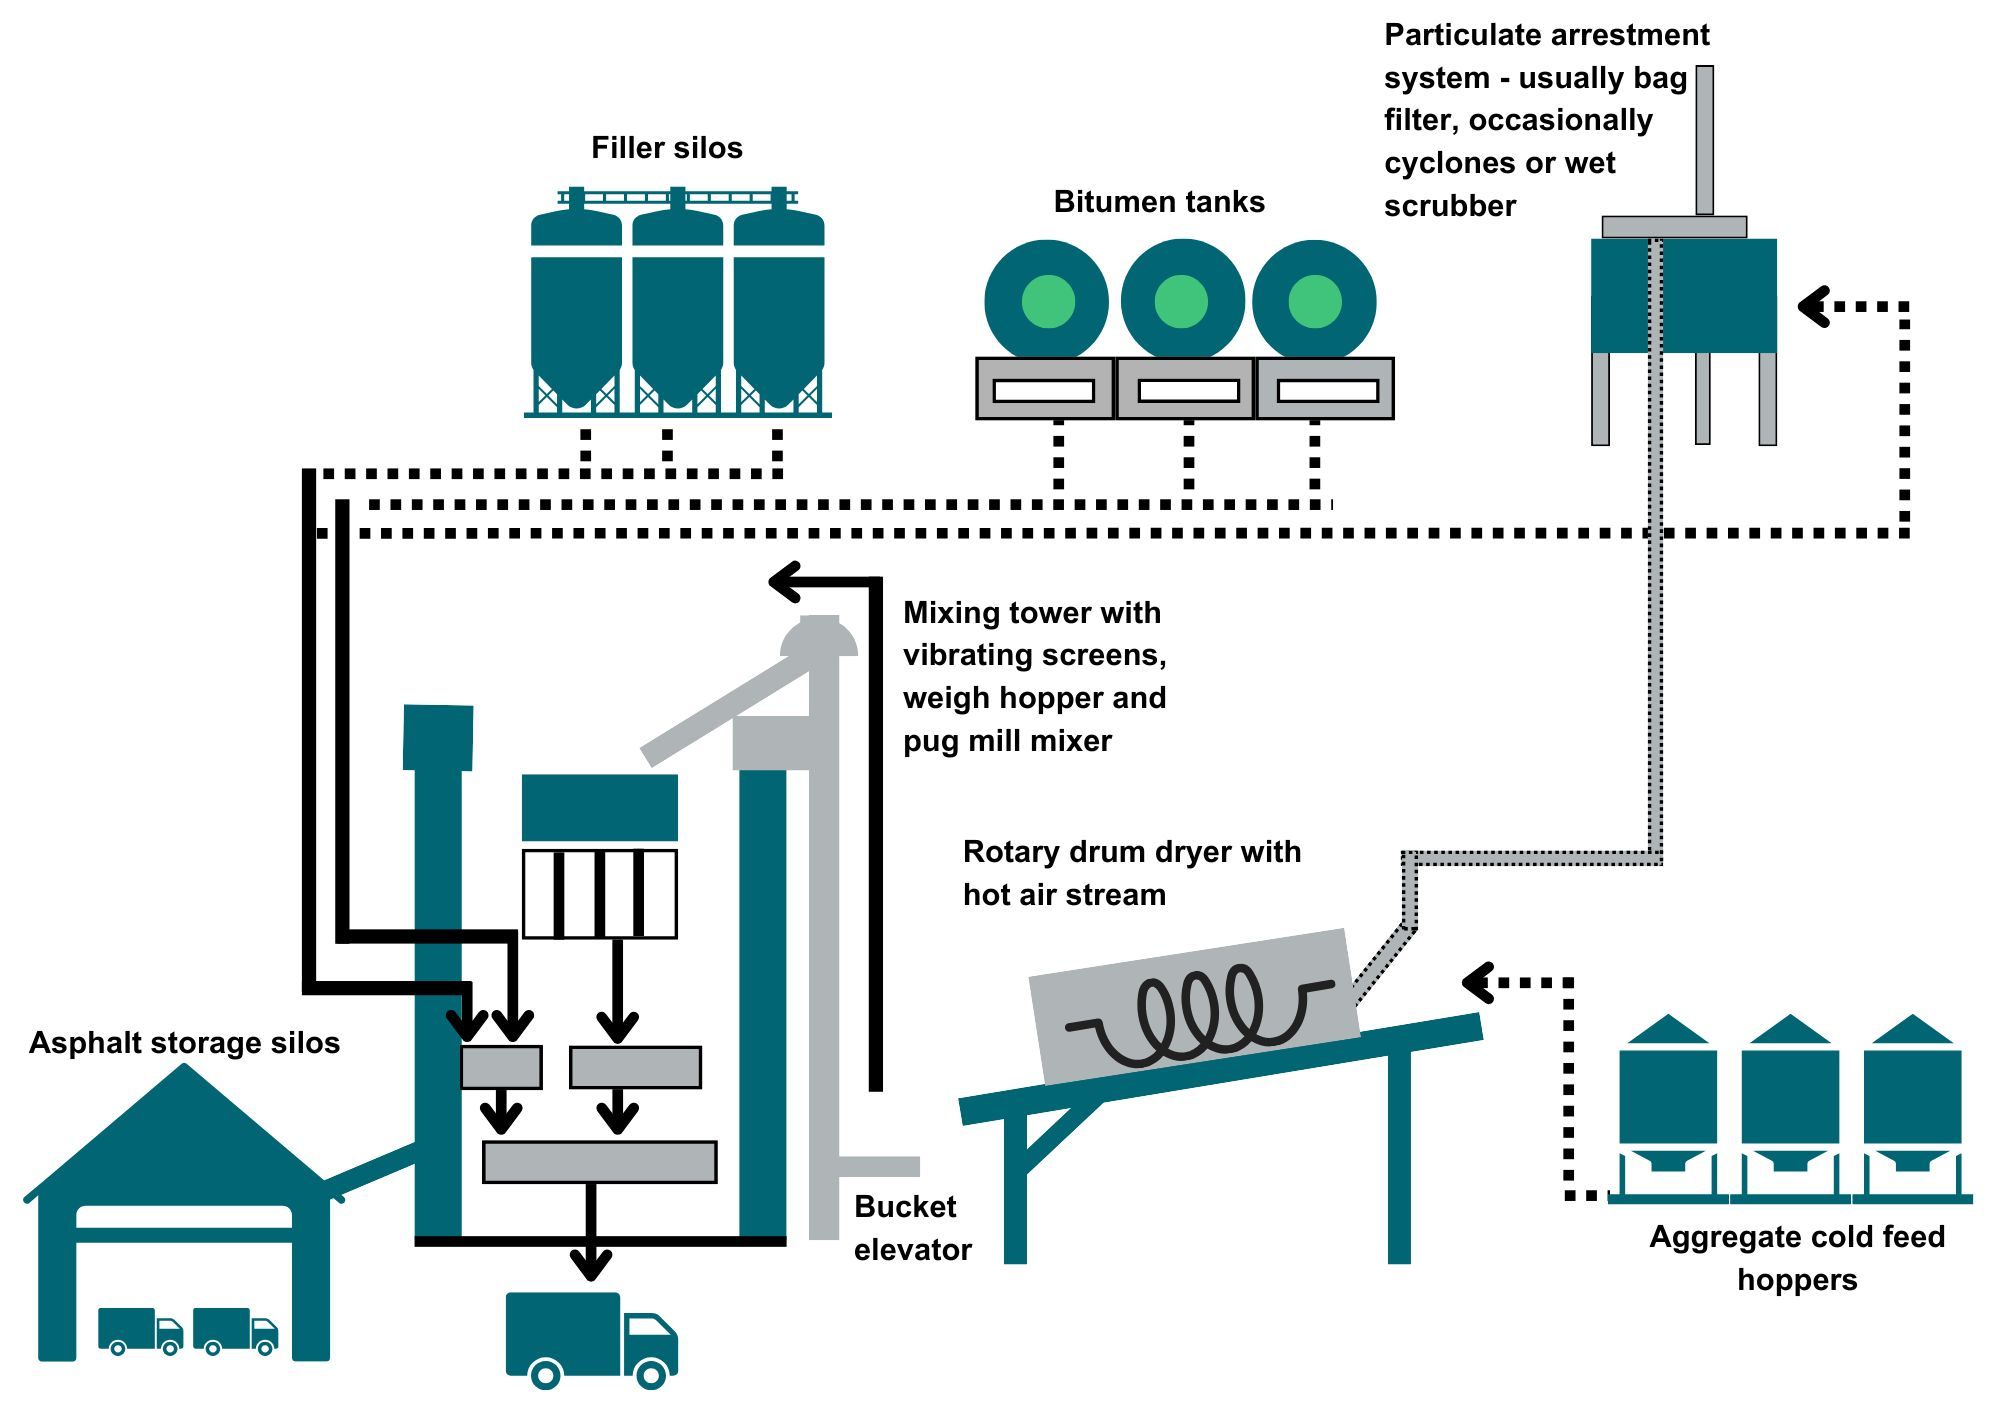 Particulate arrestment
system - usually bag
filter, occasionally
cyclones or wet
scrubber
Filler silos
Bitumen tanks
Mixing tower with
vibrating screens,
weigh hopper and
pug mill mixer
Rotary drum dryer with
hot air stream
Asphalt storage silos
Bucket
elevator
Aggregate cold feed
hoppers